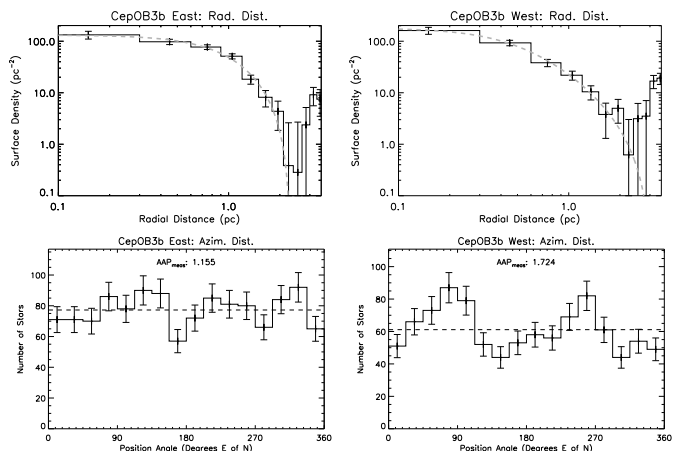 CepOB3b East: Rad. Dist.
Surface Density (pc⁻²)
100.0
10.0
1.0
0.1
0.1
1.0
Radial Distance (pc)
CepOB3b West: Rad. Dist.
Surface Density (pc⁻²)
100.0
10.0
1.0
0.1
0.1
1.0
Radial Distance (pc)
CepOB3b East: Azim. Dist.
AAPmeas: 1.155
Number of Stars
100
80
60
40
20
0
0
90
180
270
360
Position Angle (Degrees E of N)
CepOB3b West: Azim. Dist.
AAPmeas: 1.724
Number of Stars
100
80
60
40
20
0
0
90
180
270
360
Position Angle (Degrees E of N)